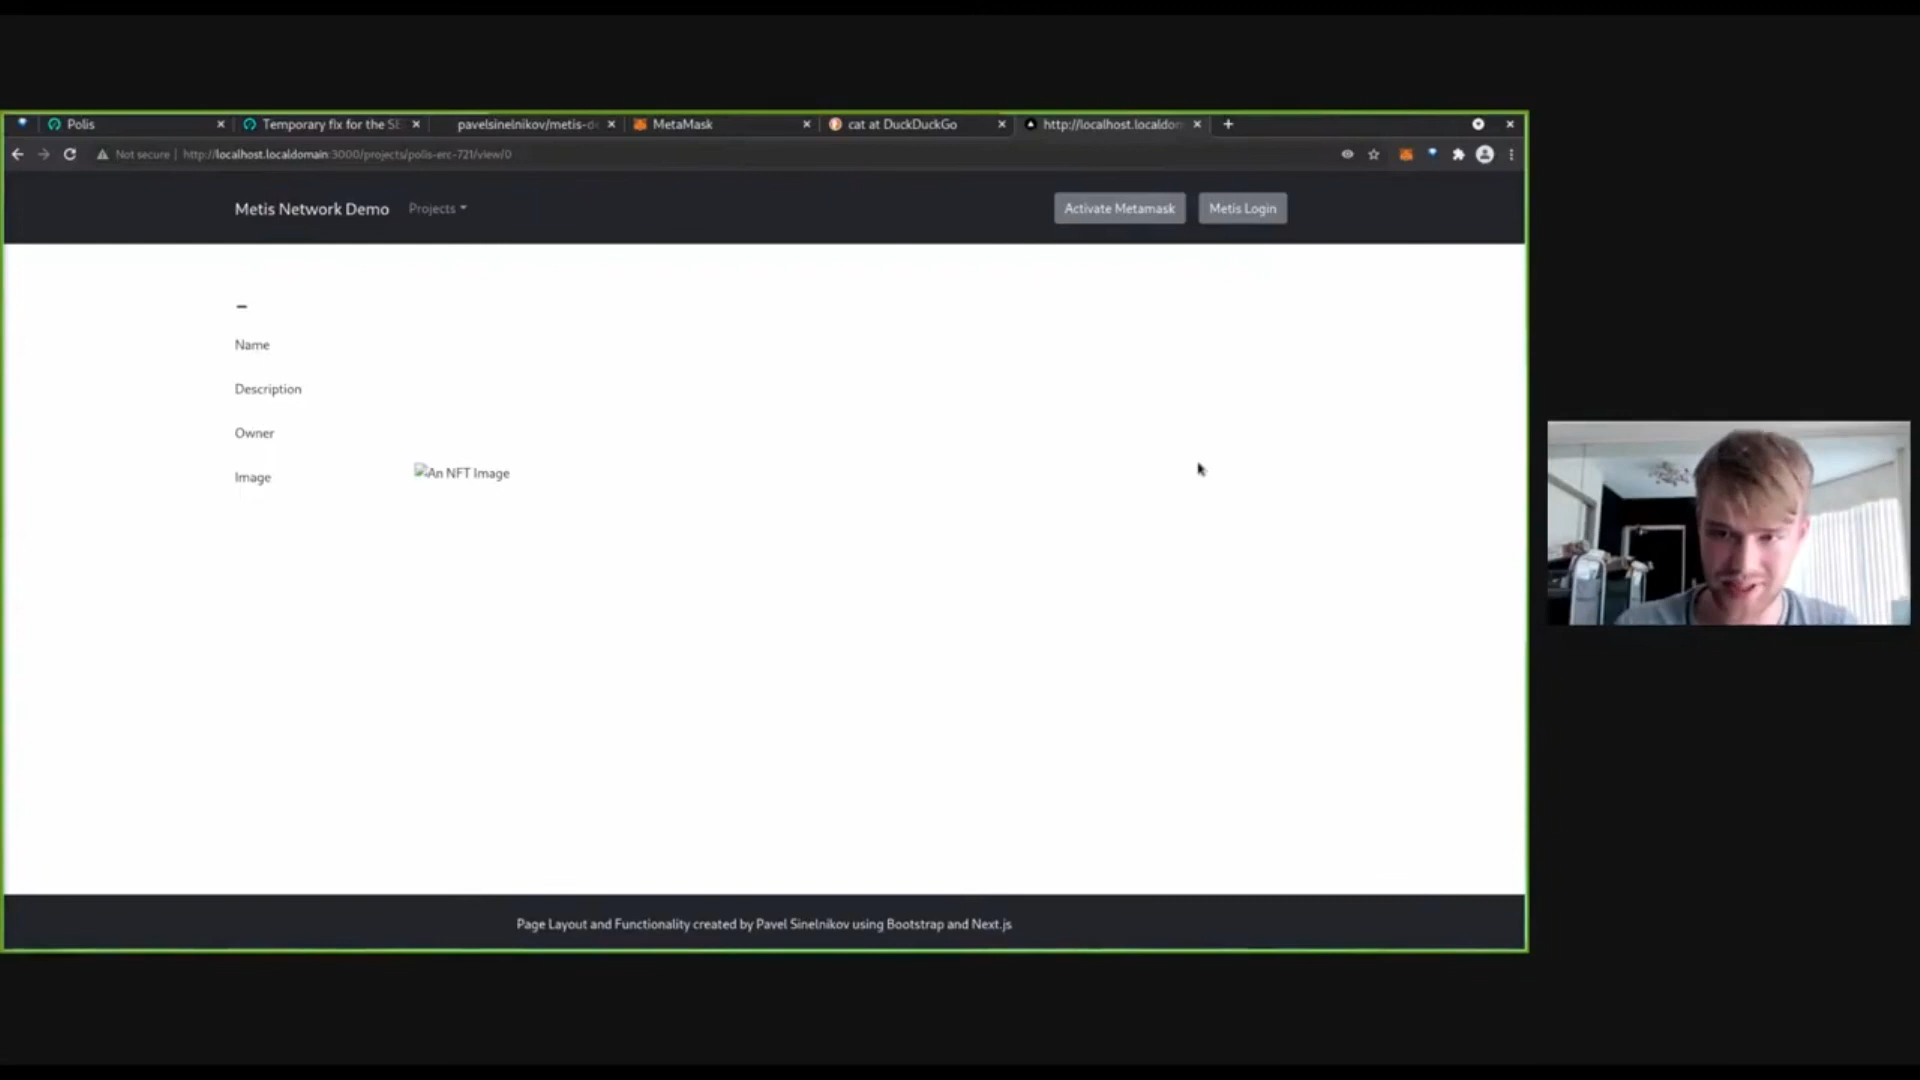 Polis
Temporary fix for the SE
pavelsinelnikov/metis-d
MetaMask
cat at DuckDuckGo
http://localhost.localdom
Not secure | http://localhost.localdomain:3000/projects/polis-erc-721/view/0
Metis Network Demo
Projects
Activate Metamask
Metis Login
–
Name
Description
Owner
Image
An NFT Image
Page Layout and Functionality created by Pavel Sinelnikov using Bootstrap and Next.js